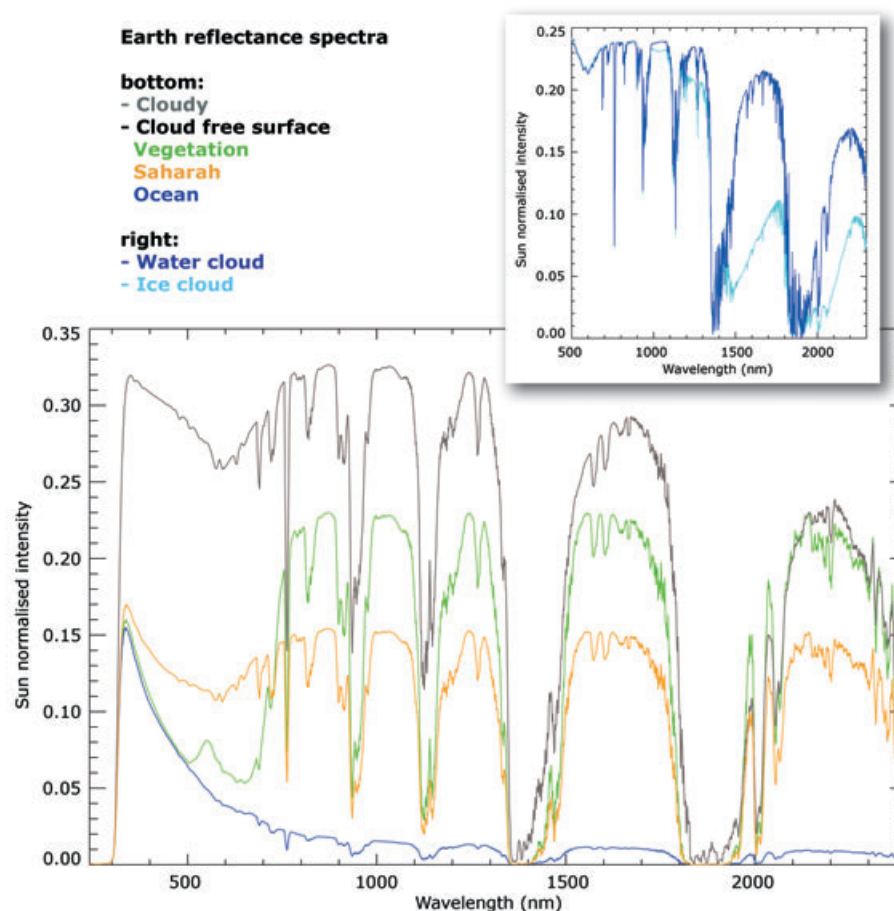 Earth reflectance spectra
bottom:
- Cloudy
- Cloud free surface
Vegetation
Saharah
Ocean
right:
- Water cloud
- Ice cloud
0.25
0.20
0.15
0.10
0.05
0.00
Sun normalised intensity
500
1000
1500
2000
Wavelength (nm)
0.35
0.30
0.25
0.20
0.15
0.10
0.05
0.00
Sun normalised intensity
500
1000
1500
2000
Wavelength (nm)